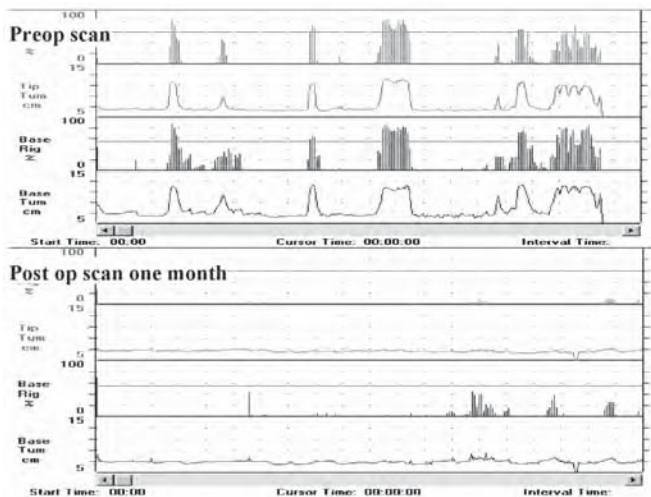 100
Preop scan
%
0
15
Tip
Tum
cm
5
100
Base
Rig
%
0
15
Base
Tum
cm
5
Start Time: 00:00 Cursor Time: 00:00:00 Interval Time:
Post op scan one month
100
%
0
15
Tip
Tum
cm
5
100
Base
Rig
%
0
15
Base
Tum
cm
5
Start Time: 00:00 Cursor Time: 00:00:00 Interval Time: